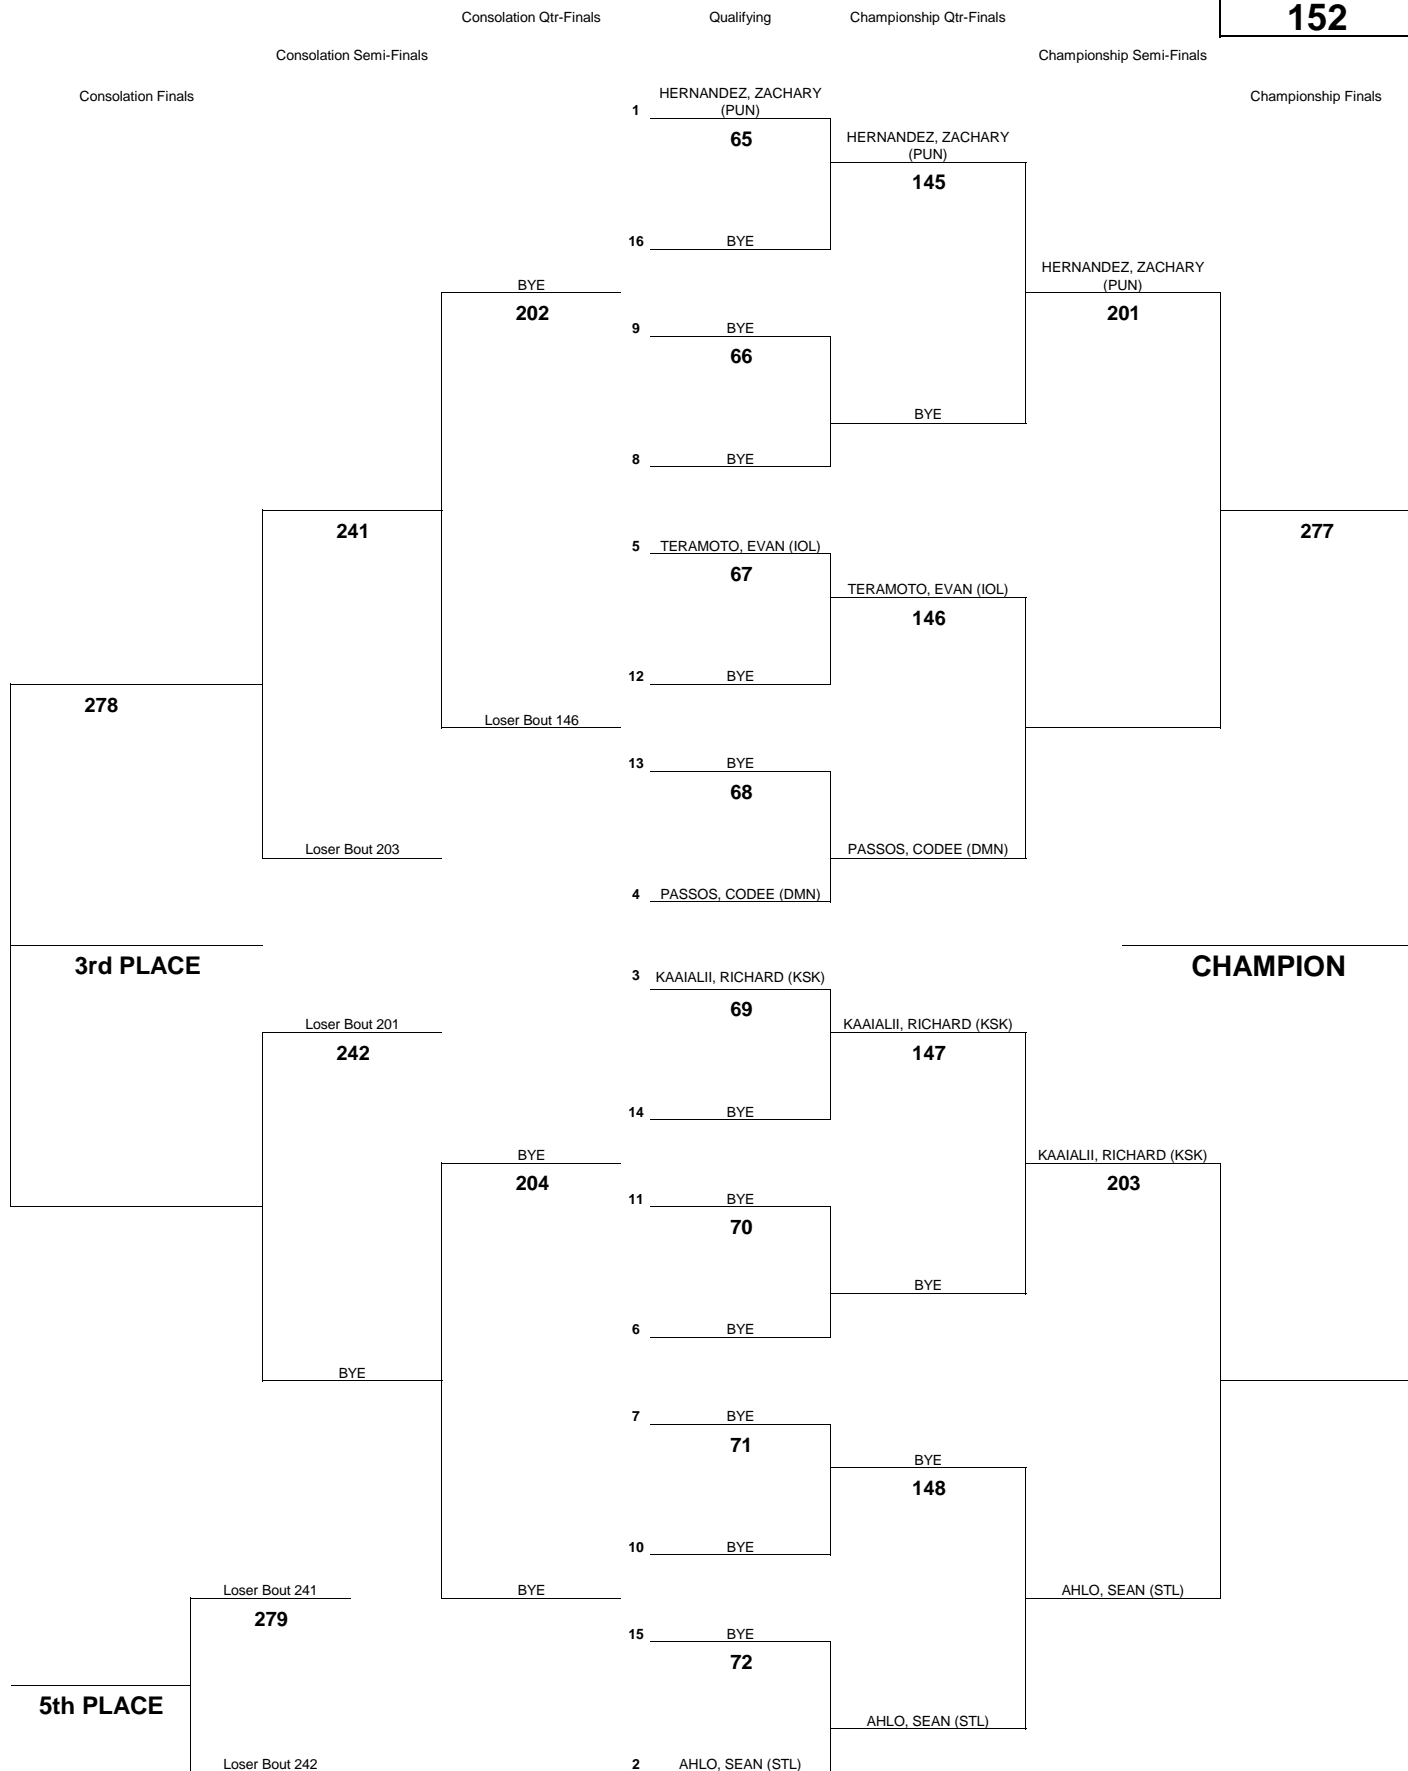 152
Consolation Qtr-Finals
Qualifying
Championship Qtr-Finals
Consolation Semi-Finals
Championship Semi-Finals
Consolation Finals
Championship Finals
1
HERNANDEZ, ZACHARY
(PUN)
65
HERNANDEZ, ZACHARY
(PUN)
145
16
BYE
HERNANDEZ, ZACHARY
(PUN)
201
BYE
202
9
BYE
66
BYE
8
BYE
241
277
5
TERAMOTO, EVAN (IOL)
67
TERAMOTO, EVAN (IOL)
146
12
BYE
278
Loser Bout 146
13
BYE
68
Loser Bout 203
PASSOS, CODEE (DMN)
4
PASSOS, CODEE (DMN)
3rd PLACE
CHAMPION
3
KAAIALII, RICHARD (KSK)
69
Loser Bout 201
242
KAAIALII, RICHARD (KSK)
147
14
BYE
BYE
204
KAAIALII, RICHARD (KSK)
203
11
BYE
70
BYE
6
BYE
BYE
7
BYE
71
BYE
148
10
BYE
Loser Bout 241
279
BYE
AHLO, SEAN (STL)
15
BYE
72
5th PLACE
AHLO, SEAN (STL)
Loser Bout 242
2
AHLO, SEAN (STL)